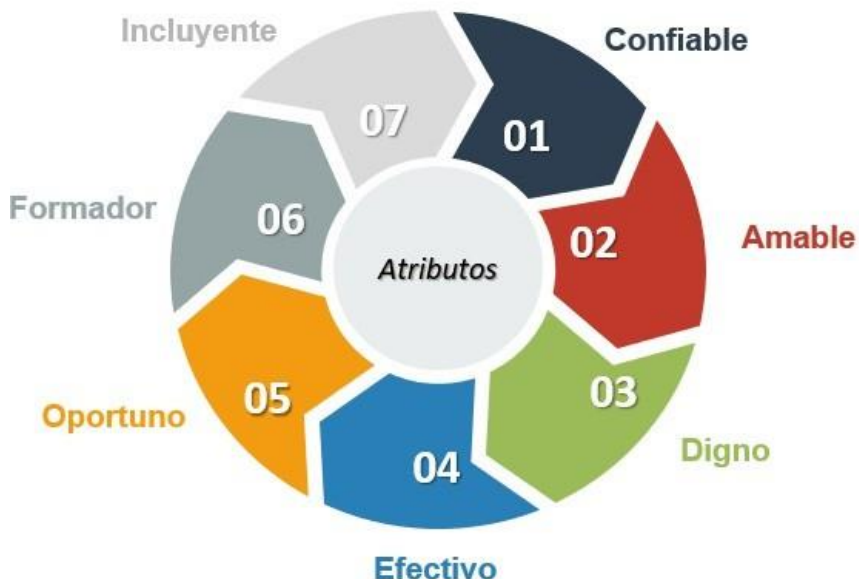 Incluyente
Confiable
07
01
Formador
06
02
Amable
Atributos
Oportuno
05
03
Digno
04
Efectivo